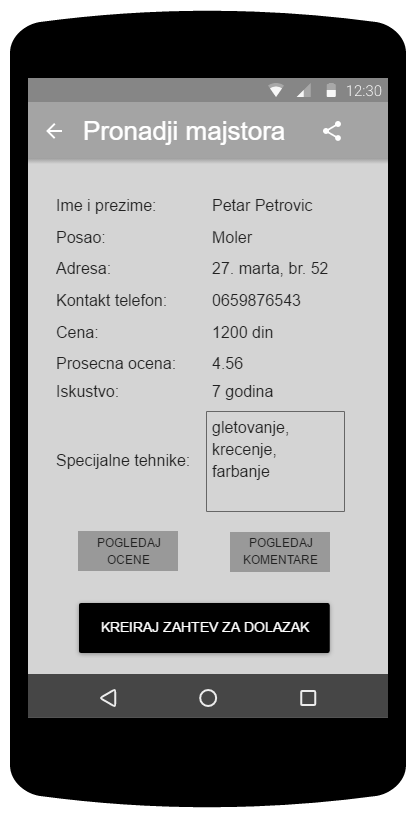 12:30
Pronadji majstora
Ime i prezime: Petar Petrovic
Posao: Moler
Adresa: 27. marta, br. 52
Kontakt telefon: 0659876543
Cena: 1200 din
Prosecna ocena: 4.56
Iskustvo: 7 godina
Specijalne tehnike:
gletovanje,
krecenje,
farbanje
POGLEDAJ
OCENE
POGLEDAJ
KOMENTARE
KREIRAJ ZAHTEV ZA DOLAZAK